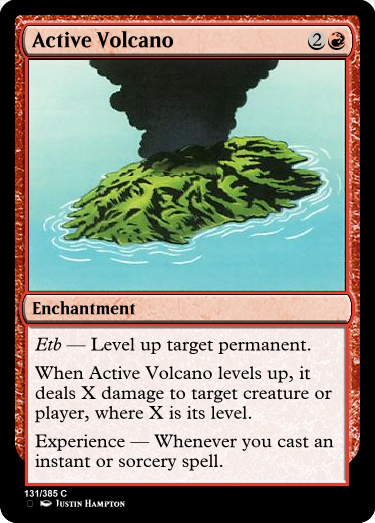 Active Volcano 2
Enchantment
Etb — Level up target permanent.
When Active Volcano levels up, it
deals X damage to target creature or
player, where X is its level.
Experience — Whenever you cast an
instant or sorcery spell.
131/385 C
Justin Hampton